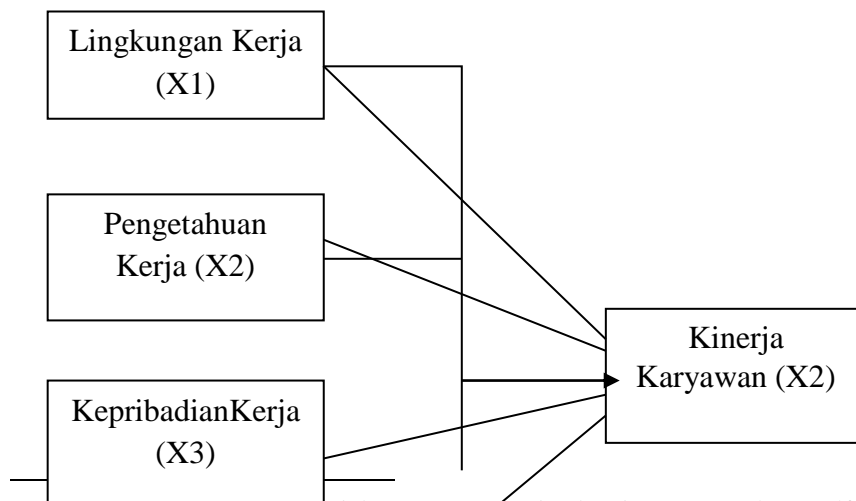 Lingkungan Kerja
(X1)
Pengetahuan
Kerja (X2)
Kinerja
Karyawan (X2)
KepribadianKerja
(X3)